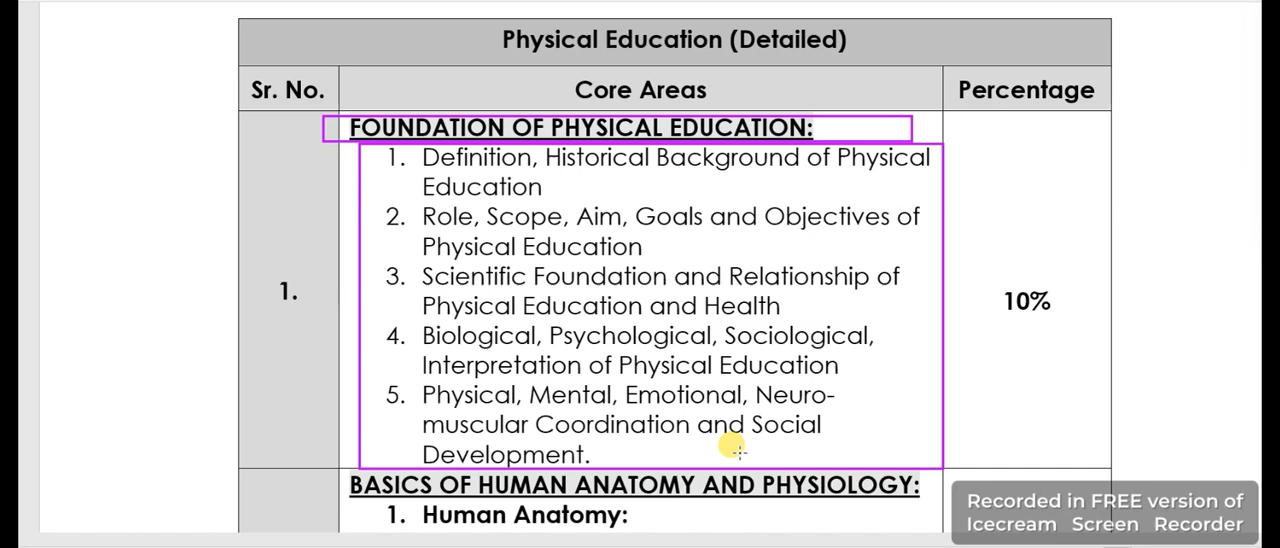 Physical Education (Detailed)
Sr. No. Core Areas Percentage
FOUNDATION OF PHYSICAL EDUCATION:
1. Definition, Historical Background of Physical
Education
2. Role, Scope, Aim, Goals and Objectives of
Physical Education
3. Scientific Foundation and Relationship of
Physical Education and Health
4. Biological, Psychological, Sociological,
Interpretation of Physical Education
5. Physical, Mental, Emotional, Neuro-
muscular Coordination and Social
Development.
1.
10%
BASICS OF HUMAN ANATOMY AND PHYSIOLOGY:
1. Human Anatomy:
Recorded in FREE version of
Icecream Screen Recorder